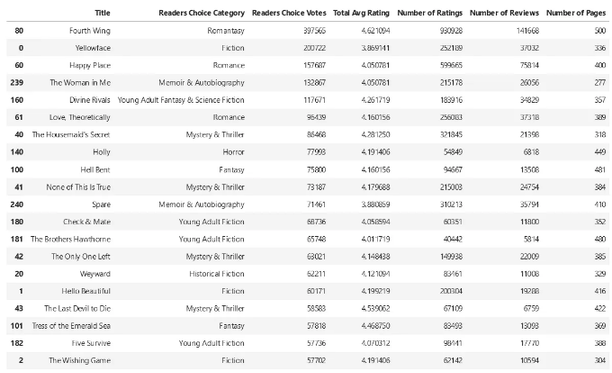 Title Readers Choice Category Readers Choice Votes Total Avg Rating Number of Ratings Number of Reviews Number of Pages
80 Fourth Wing Romantasy 397565 4.621094 930928 141668 500
0 Yellowface Fiction 200722 3.869141 252189 37032 336
60 Happy Place Romance 157687 4.050781 599665 75814 400
239 The Woman in Me Memoir & Autobiography 132867 4.050781 215178 26056 277
160 Divine Rivals Young Adult Fantasy & Science Fiction 117671 4.261719 183916 34829 357
61 Love, Theoretically Romance 96439 4.160156 256083 37318 389
40 The Housemaid's Secret Mystery & Thriller 86468 4.281250 321845 21398 318
140 Holly Horror 77993 4.191406 54849 6818 449
100 Hell Bent Fantasy 75800 4.160156 94667 13508 481
41 None of This Is True Mystery & Thriller 73187 4.179688 215003 24754 384
240 Spare Memoir & Autobiography 71461 3.880859 310213 35794 410
180 Check & Mate Young Adult Fiction 68736 4.058594 60351 11800 352
181 The Brothers Hawthorne Young Adult Fiction 65748 4.011719 40442 5814 480
42 The Only One Left Mystery & Thriller 63021 4.148438 149938 22009 385
20 Weyward Historical Fiction 62211 4.121094 83461 11008 329
1 Hello Beautiful Fiction 60171 4.199219 200304 19288 416
43 The Last Devil to Die Mystery & Thriller 58583 4.539062 67109 6759 422
101 Tress of the Emerald Sea Fantasy 57818 4.468750 83493 13093 369
182 Five Survive Young Adult Fiction 57736 4.070312 98441 17770 388
2 The Wishing Game Fiction 57702 4.191406 62142 10594 304